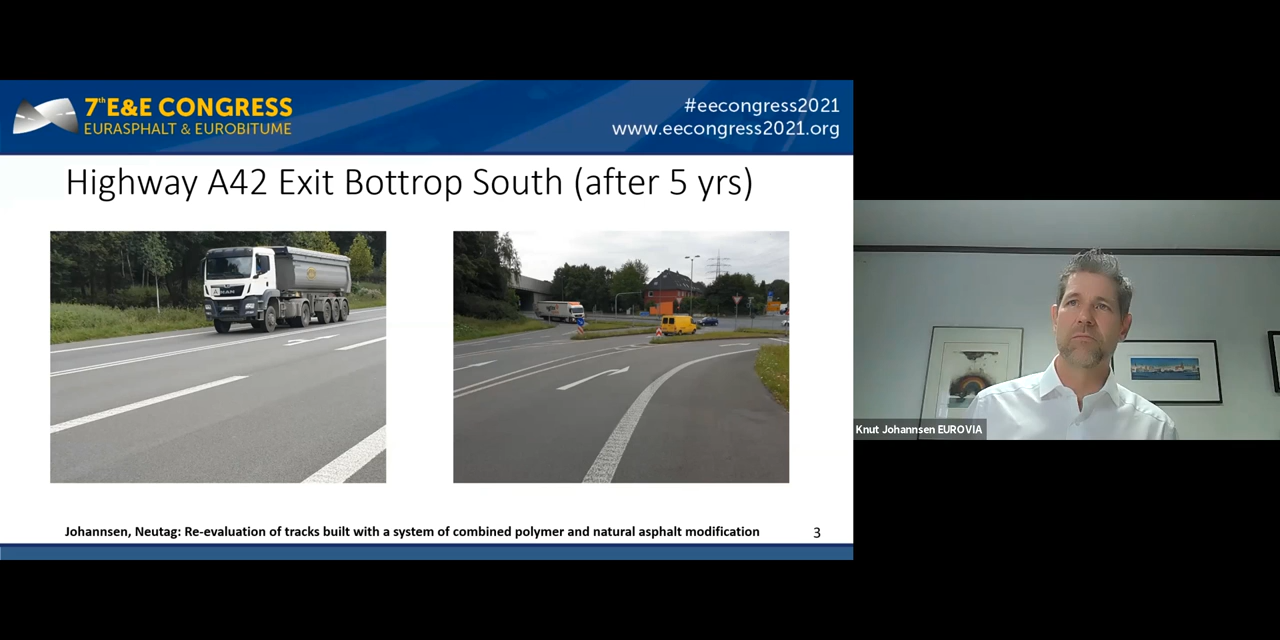 7th E&E CONGRESS
EURASPHALT & EUROBITUME
#eecongress2021
www.eecongress2021.org
Highway A42 Exit Bottrop South (after 5 yrs)
MAN
Johannsen, Neutag: Re-evaluation of tracks built with a system of combined polymer and natural asphalt modification
3
Knut Johannsen EUROVIA